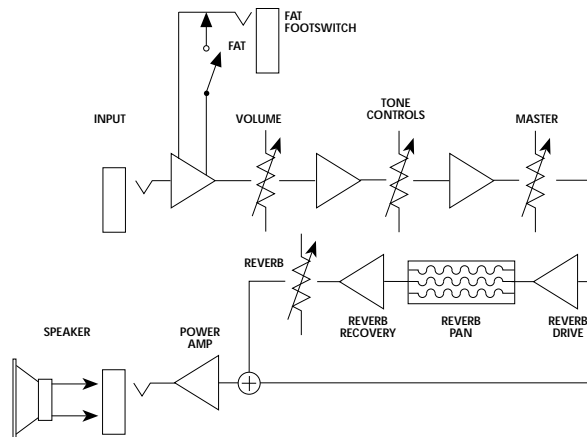 FAT
FOOTSWITCH
FAT
INPUT
VOLUME
TONE
CONTROLS
MASTER
REVERB
REVERB
RECOVERY
REVERB
PAN
REVERB
DRIVE
SPEAKER
POWER
AMP